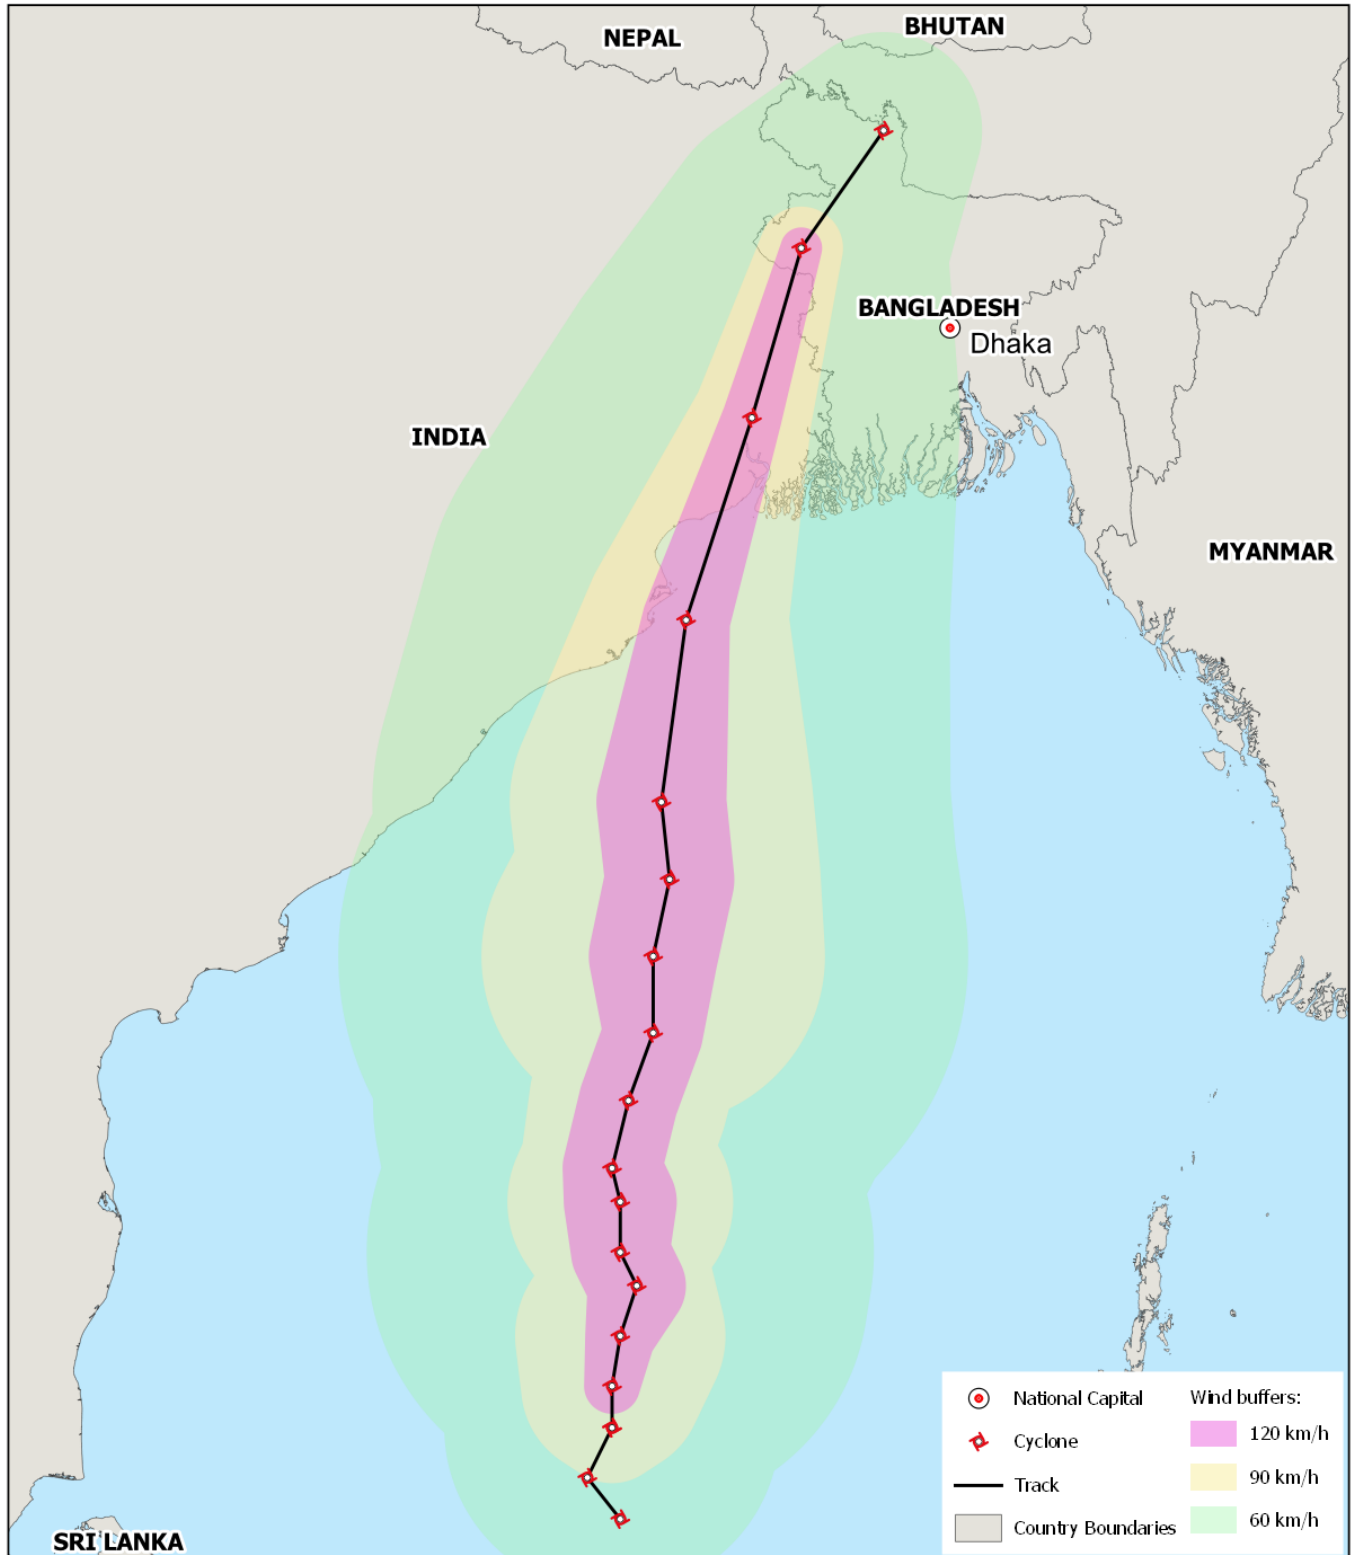 NEPAL
BHUTAN
BANGLADESH
Dhaka
INDIA
MYANMAR
SRI LANKA
National Capital
Cyclone
Track
Country Boundaries
Wind buffers:
120 km/h
90 km/h
60 km/h